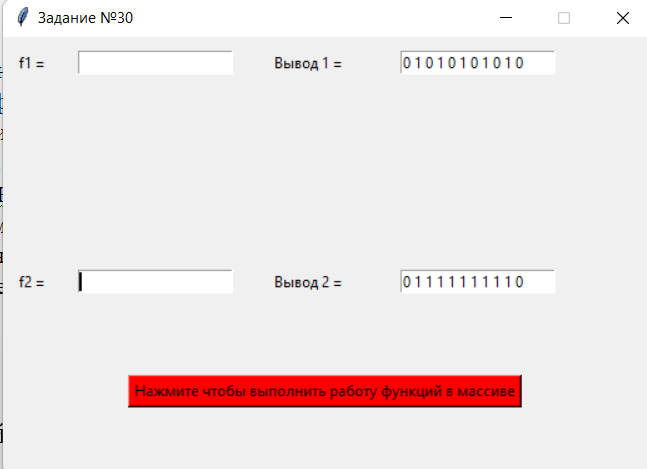 Задание №30
f1 =
Вывод 1 =
0 1 0 1 0 1 0 1 0 1 0
f2 =
Вывод 2 =
0 1 1 1 1 1 1 1 1 1 0
Нажмите чтобы выполнить работу функций в массиве